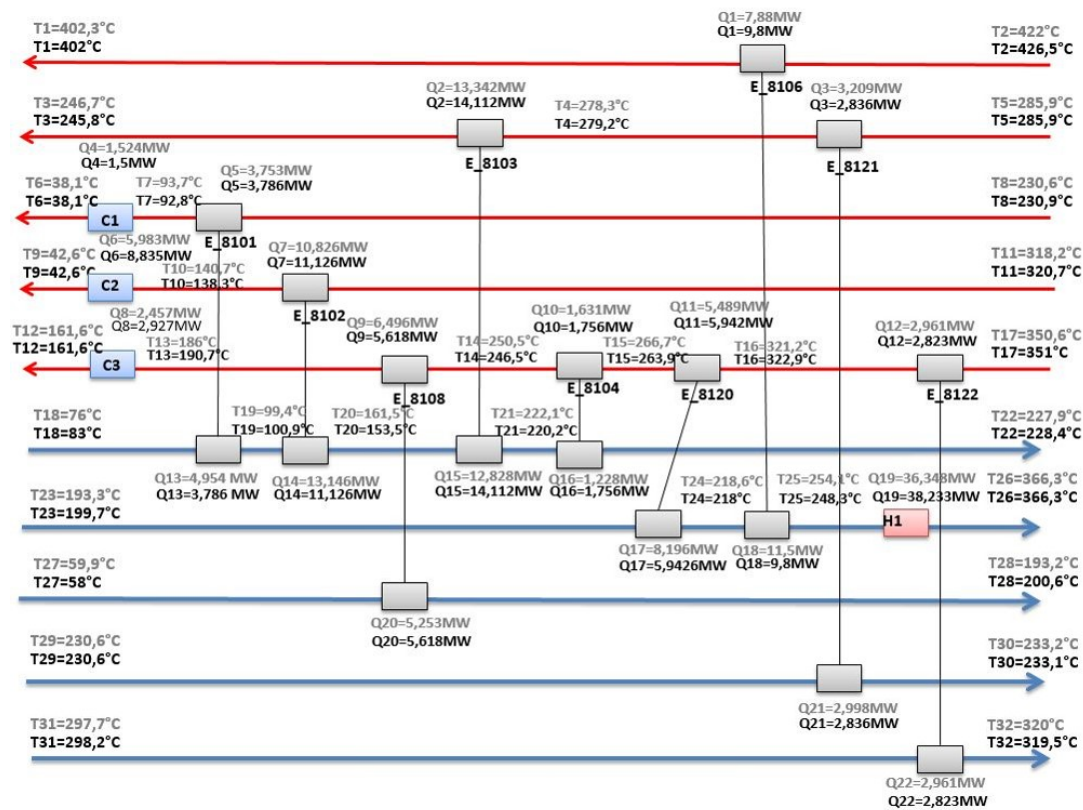 Q1=7,88MW
Q1=9,8MW
T1=402,3°C
T1=402°C
T2=422°C
T2=426,5°C
E_8106
Q2=13,342MW
Q2=14,112MW
Q3=3,209MW
Q3=2,836MW
T3=246,7°C
T3=245,8°C
T4=278,3°C
T4=279,2°C
T5=285,9°C
T5=285,9°C
E_8103
E_8121
Q4=1,524MW
Q4=1,5MW
Q5=3,753MW
Q5=3,786MW
T6=38,1°C
T6=38,1°C
T7=93,7°C
T7=92,8°C
T8=230,6°C
T8=230,9°C
C1
E_8101
Q6=5,983MW
Q6=8,835MW
Q7=10,826MW
Q7=11,126MW
T9=42,6°C
T9=42,6°C
T10=140,7°C
T10=138,3°C
T11=318,2°C
T11=320,7°C
C2
E_8102
Q8=2,457MW
Q8=2,927MW
Q9=6,496MW
Q9=5,618MW
Q10=1,631MW
Q10=1,756MW
Q11=5,489MW
Q11=5,942MW
Q12=2,961MW
Q12=2,823MW
T12=161,6°C
T12=161,6°C
T13=186°C
T13=190,7°C
T14=250,5°C
T14=246,5°C
T15=266,7°C
T15=263,9°C
T16=321,2°C
T16=322,9°C
T17=350,6°C
T17=351°C
C3
E_8108
E_8104
E_8120
E_8122
T18=76°C
T18=83°C
T19=99,4°C
T19=100,9°C
T20=161,5°C
T20=153,5°C
T21=222,1°C
T21=220,2°C
T22=227,9°C
T22=228,4°C
Q13=4,954 MW
Q13=3,786 MW
Q14=13,146MW
Q14=11,126MW
Q15=12,828MW
Q15=14,112MW
Q16=1,228MW
Q16=1,756MW
T23=193,3°C
T23=199,7°C
T24=218,6°C
T24=218°C
T25=254,1°C
T25=248,3°C
Q19=36,348MW
Q19=38,233MW
T26=366,3°C
T26=366,3°C
H1
Q17=8,196MW
Q17=5,9426MW
Q18=11,5MW
Q18=9,8MW
T27=59,9°C
T27=58°C
T28=193,2°C
T28=200,6°C
Q20=5,253MW
Q20=5,618MW
T29=230,6°C
T29=230,6°C
T30=233,2°C
T30=233,1°C
Q21=2,998MW
Q21=2,836MW
T31=297,7°C
T31=298,2°C
T32=320°C
T32=319,5°C
Q22=2,961MW
Q22=2,823MW